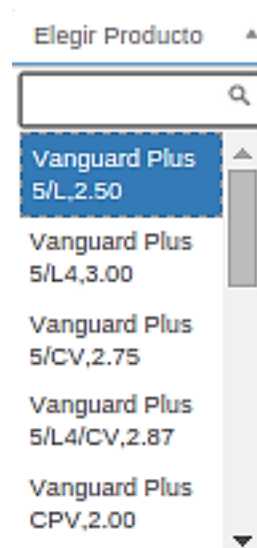 Elegir Producto
Vanguard Plus
5/L,2.50
Vanguard Plus
5/L4,3.00
Vanguard Plus
5/CV,2.75
Vanguard Plus
5/L4/CV,2.87
Vanguard Plus
CPV,2.00